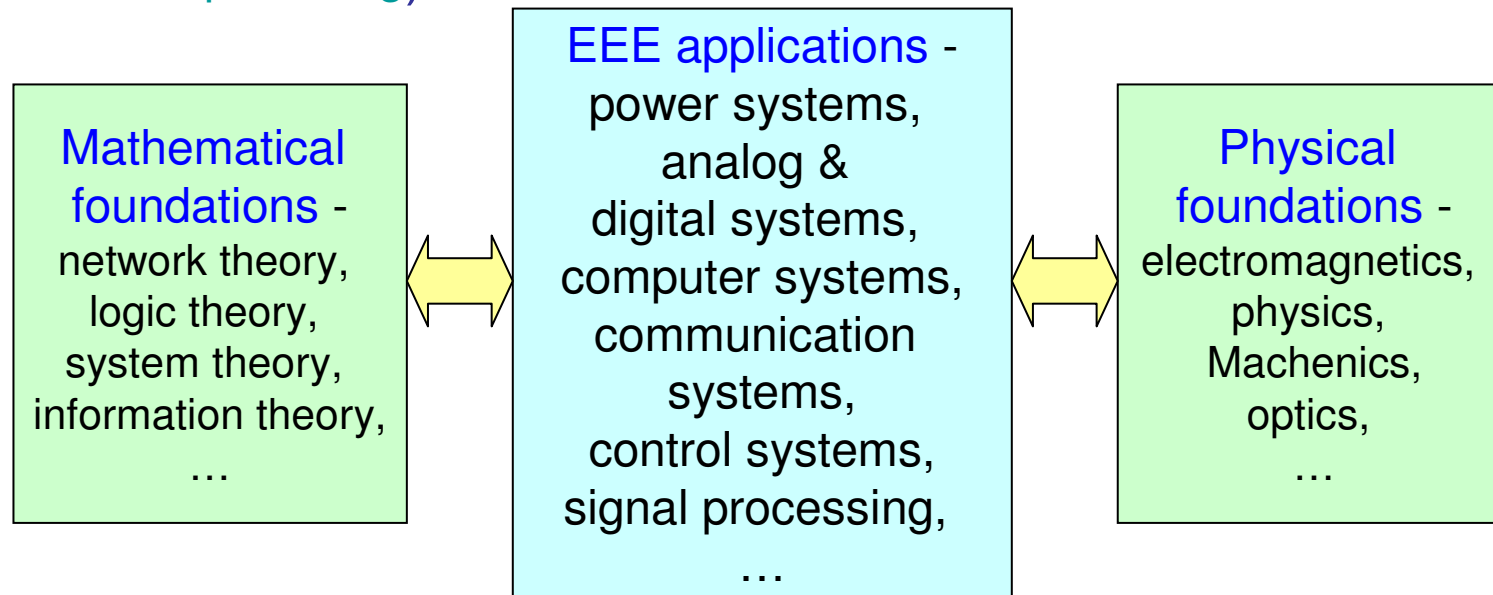 Mathematical
foundations -
network theory,
logic theory,
system theory,
information theory,
…
EEE applications -
power systems,
analog &
digital systems,
computer systems,
communication
systems,
control systems,
signal processing,
…
Physical
foundations -
electromagnetics,
physics,
Machenics,
optics,
…